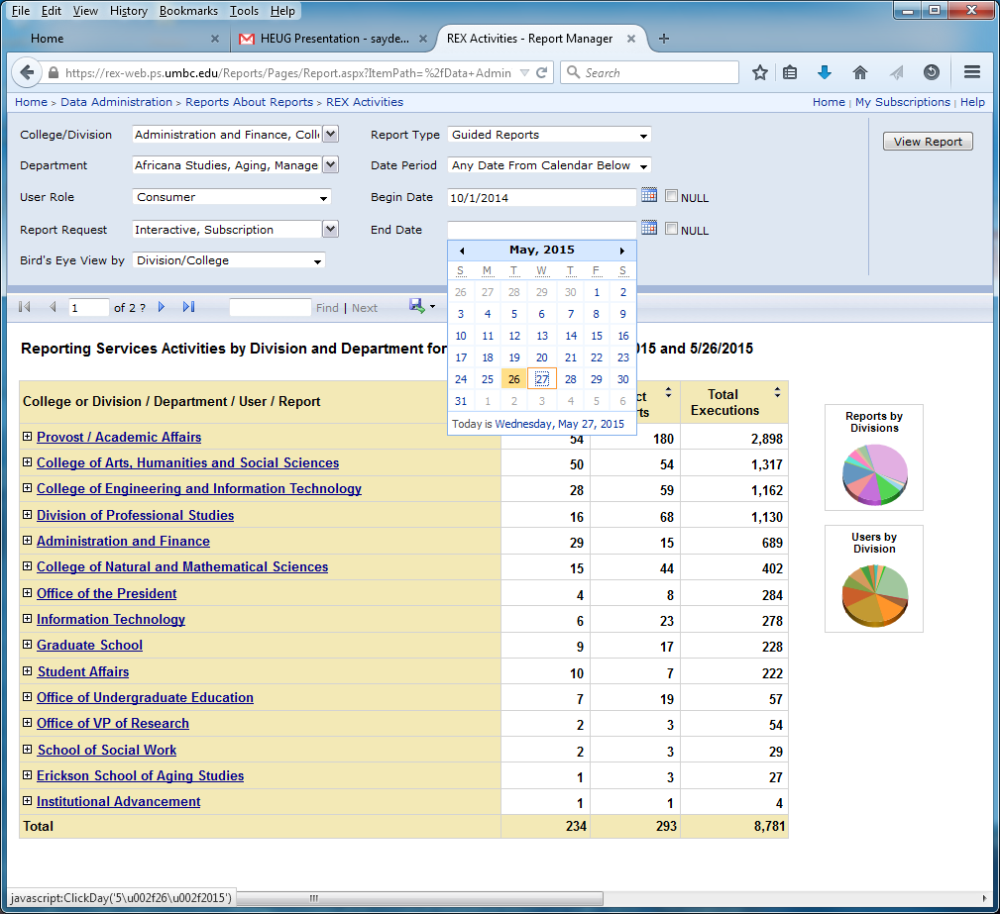 File Edit View History Bookmarks Tools Help
Home HEUG Presentation - sayde... REX Activities - Report Manager
https://rex-web.ps.umbc.edu/Reports/Pages/Report.aspx?ItemPath=%2fData+Admin Search
Home > Data Administration > Reports About Reports > REX Activities Home | My Subscriptions | Help
College/Division Administration and Finance, Coll Report Type Guided Reports View Report
Department Africana Studies, Aging, Manage Date Period Any Date From Calendar Below
User Role Consumer Begin Date 10/1/2014 NULL
Report Request Interactive, Subscription End Date NULL
Bird's Eye View by Division/College
May, 2015
S M T W T F S
26 27 28 29 30 1 2
3 4 5 6 7 8 9
10 11 12 13 14 15 16
17 18 19 20 21 22 23
24 25 26 27 28 29 30
31 1 2 3 4 5 6
Today is Wednesday, May 27, 2015
1 of 2 ? Find | Next
Reporting Services Activities by Division and Department for 015 and 5/26/2015
College or Division / Department / User / Report ct rts Total Executions
Provost / Academic Affairs 54 180 2,898
College of Arts, Humanities and Social Sciences 50 54 1,317
College of Engineering and Information Technology 28 59 1,162
Division of Professional Studies 16 68 1,130
Administration and Finance 29 15 689
College of Natural and Mathematical Sciences 15 44 402
Office of the President 4 8 284
Information Technology 6 23 278
Graduate School 9 17 228
Student Affairs 10 7 222
Office of Undergraduate Education 7 19 57
Office of VP of Research 2 3 54
School of Social Work 2 3 29
Erickson School of Aging Studies 1 3 27
Institutional Advancement 1 1 4
Total 234 293 8,781
Reports by
Divisions
Users by
Division
javascript:ClickDay('5\u002f26\u002f2015')